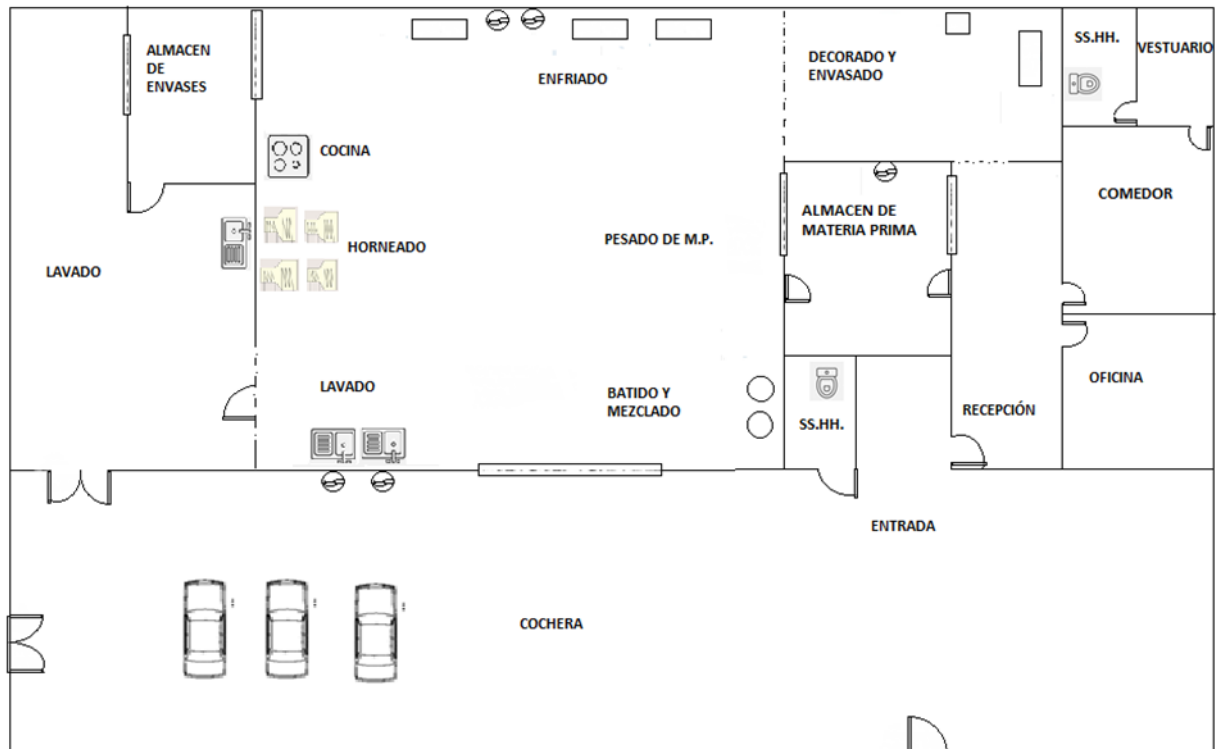 ALMACEN
DE
ENVASES
ENFRIADO
DECORADO Y
ENVASADO
SS.HH.
VESTUARIO
COCINA
HORNEADO
PESADO DE M.P.
ALMACEN DE
MATERIA PRIMA
COMEDOR
LAVADO
LAVADO
BATIDO Y
MEZCLADO
SS.HH.
RECEPCIÓN
OFICINA
ENTRADA
COCHERA